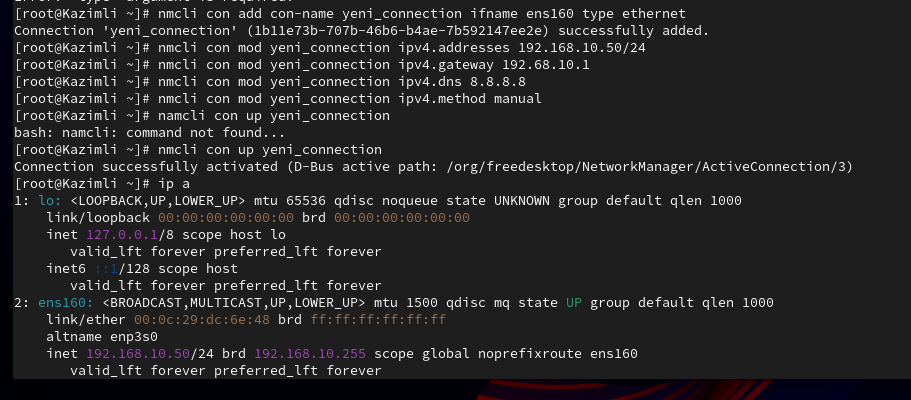 [root@Kazimli ~]# nmcli con add con-name yeni_connection ifname ens160 type ethernet
Connection 'yeni_connection' (1b11e73b-707b-46b6-b4ae-7b592147ee2e) successfully added.
[root@Kazimli ~]# nmcli con mod yeni_connection ipv4.addresses 192.168.10.50/24
[root@Kazimli ~]# nmcli con mod yeni_connection ipv4.gateway 192.68.10.1
[root@Kazimli ~]# nmcli con mod yeni_connection ipv4.dns 8.8.8.8
[root@Kazimli ~]# nmcli con mod yeni_connection ipv4.method manual
[root@Kazimli ~]# namcli con up yeni_connection
bash: namcli: command not found...
[root@Kazimli ~]# nmcli con up yeni_connection
Connection successfully activated (D-Bus active path: /org/freedesktop/NetworkManager/ActiveConnection/3)
[root@Kazimli ~]# ip a
1: lo: <LOOPBACK,UP,LOWER_UP> mtu 65536 qdisc noqueue state UNKNOWN group default qlen 1000
    link/loopback 00:00:00:00:00:00 brd 00:00:00:00:00:00
    inet 127.0.0.1/8 scope host lo
       valid_lft forever preferred_lft forever
    inet6 ::1/128 scope host
       valid_lft forever preferred_lft forever
2: ens160: <BROADCAST,MULTICAST,UP,LOWER_UP> mtu 1500 qdisc mq state UP group default qlen 1000
    link/ether 00:0c:29:dc:6e:48 brd ff:ff:ff:ff:ff:ff
    altname enp3s0
    inet 192.168.10.50/24 brd 192.168.10.255 scope global noprefixroute ens160
       valid_lft forever preferred_lft forever